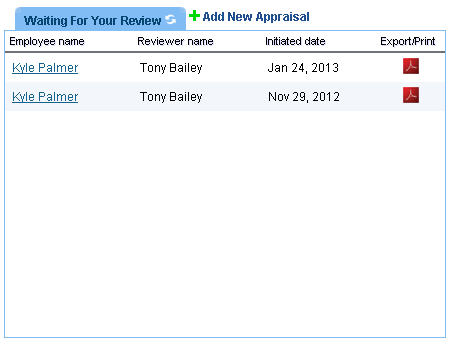 Waiting For Your Review Add New Appraisal
Employee name Reviewer name Initiated date Export/Print
Kyle Palmer Tony Bailey Jan 24, 2013
Kyle Palmer Tony Bailey Nov 29, 2012